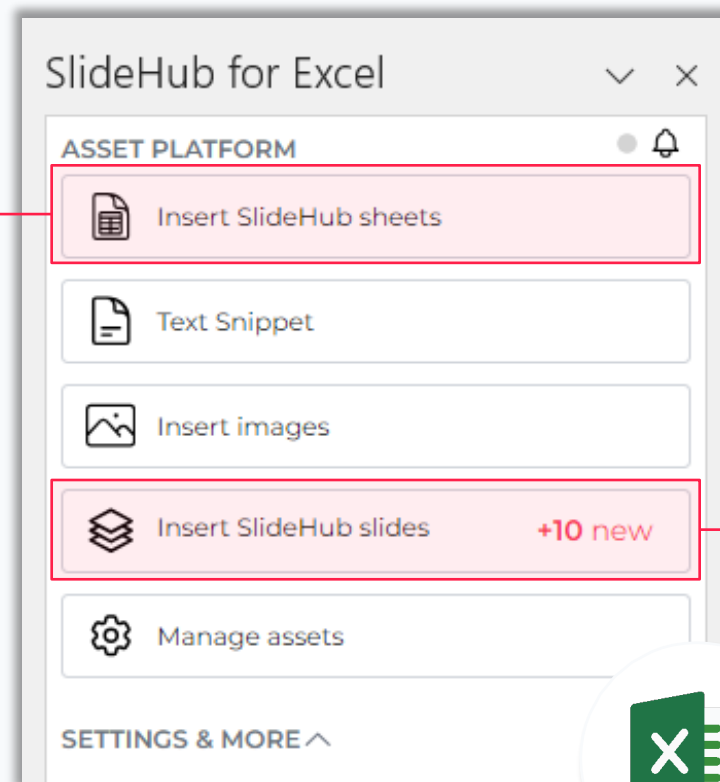 SlideHub for Excel
ASSET PLATFORM
Insert SlideHub sheets
Text Snippet
Insert images
Insert SlideHub slides +10 new
Manage assets
SETTINGS & MORE
X